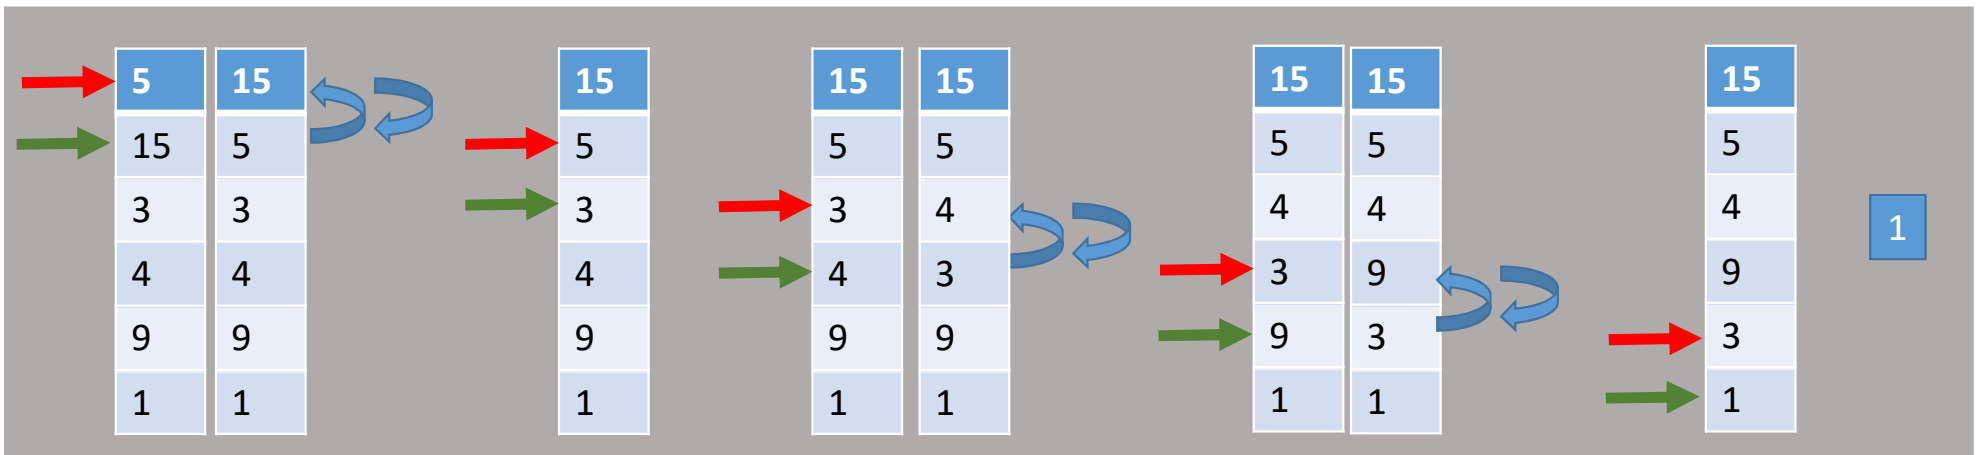 5 15 15 15 15 15 15 15
15 5 5 5 5 5 5 5
3 3 3 3 4 4 4 4
1
4 4 4 4 3 3 9 9
9 9 9 9 9 9 3 3
1 1 1 1 1 1 1 1